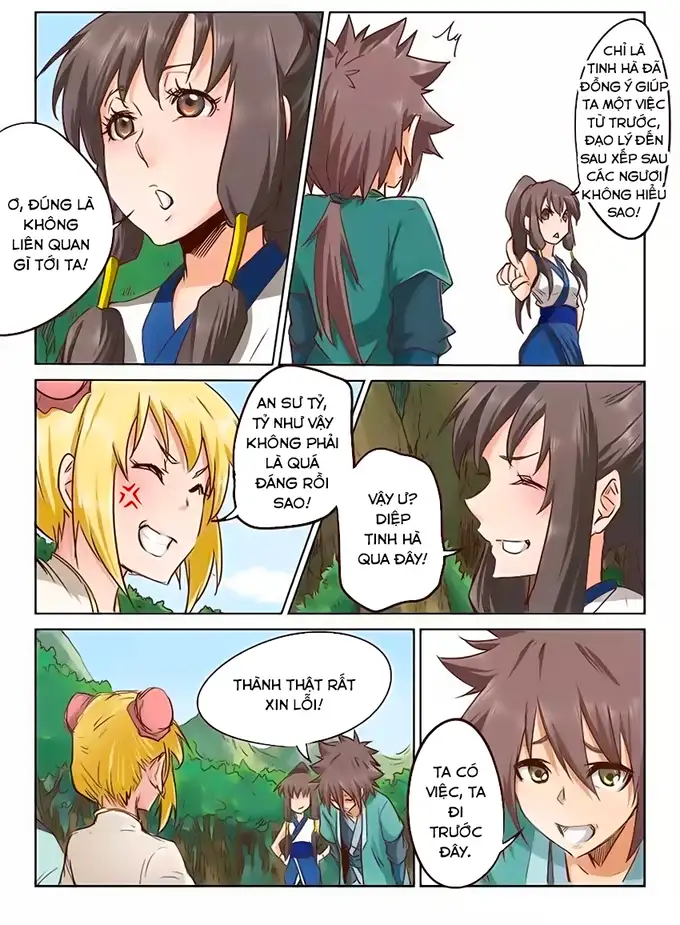 Ơ, ĐÚNG LÀ
KHÔNG
LIÊN QUAN
GÌ TỚI TA!
CHỈ LÀ
TINH HÀ ĐÃ
ĐỒNG Ý GIÚP
TA MỘT VIỆC
TỪ TRƯỚC,
ĐẠO LÝ ĐẾN
SAU XẾP SAU
CÁC NGƯƠI
KHÔNG HIỂU
SAO!
AN SƯ TỶ,
TỶ NHƯ VẬY
KHÔNG PHẢI
LÀ QUÁ
ĐÁNG RỒI
SAO!
VẬY Ư?
DIỆP
TINH HÀ
QUA ĐÂY!
THÀNH THẬT RẤT
XIN LỖI!
TA CÓ
VIỆC, TA
ĐI
TRƯỚC
ĐÂY.